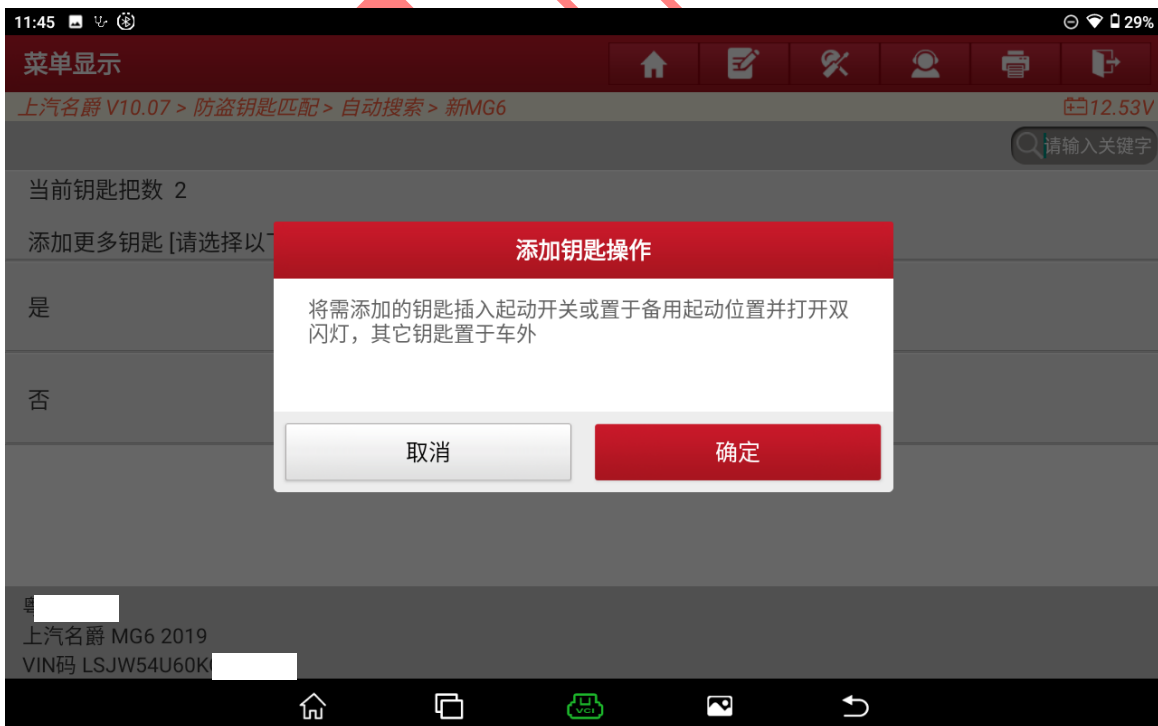 11:45
29%
菜单显示
上汽名爵 V10.07 > 防盗钥匙匹配 > 自动搜索 > 新MG6
12.53V
请输入关键字
当前钥匙把数 2
添加更多钥匙 [请选择以
添加钥匙操作
将需添加的钥匙插入起动开关或置于备用起动位置并打开双
闪灯，其它钥匙置于车外
是
否
取消
确定
上汽名爵 MG6 2019
VIN码 LSJW54U60K
VCI